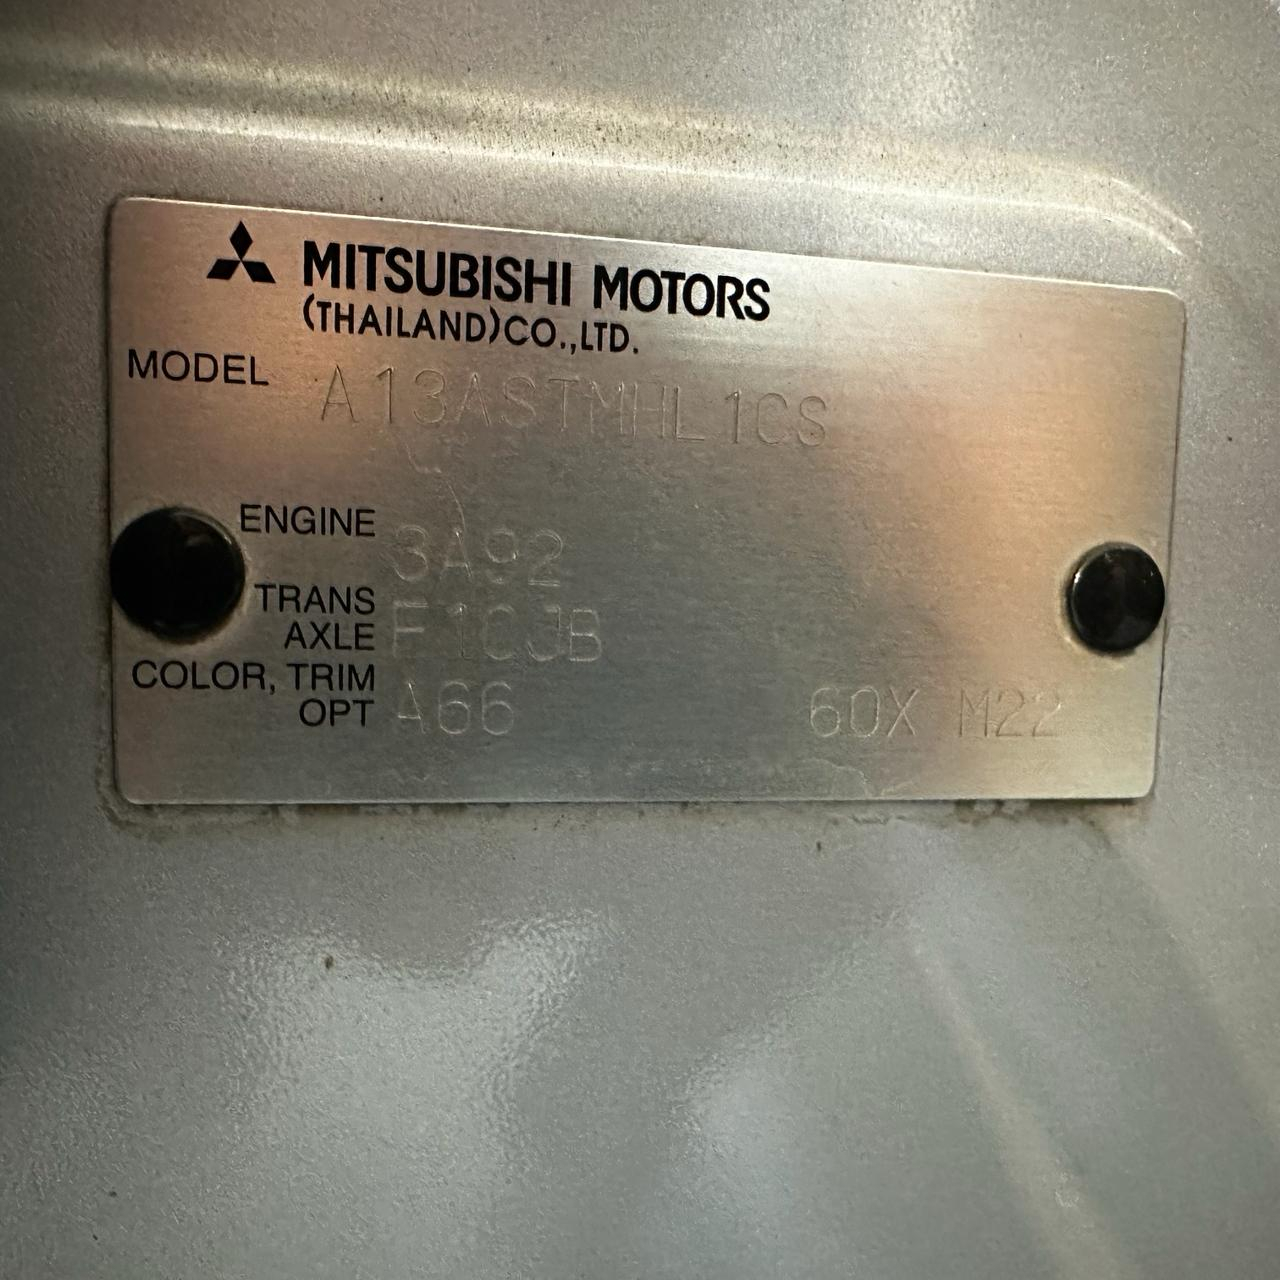 MITSUBISHI MOTORS
(THAILAND)CO.,LTD.
MODEL A13ASTMHL1CS
ENGINE 3A92
TRANS
AXLE F1CJB
COLOR, TRIM
OPT A66 60X M22